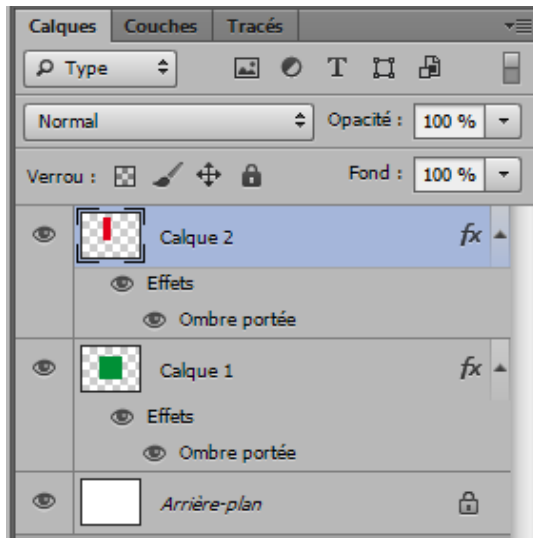 Calques Couches Tracés
Type T
Normal Opacité : 100 %
Verrou : Fond : 100 %
Calque 2 fx
Effets
Ombre portée
Calque 1 fx
Effets
Ombre portée
Arrière-plan